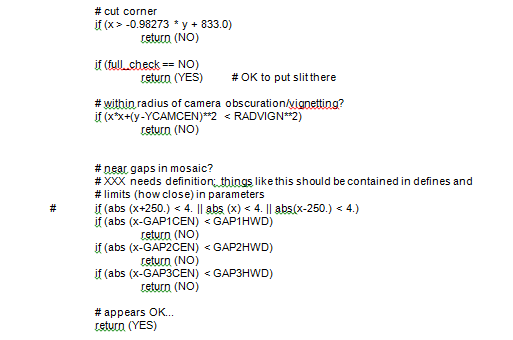 # cut corner
if (x > -0.98273 * y + 833.0)
return (NO)
if (full_check == NO)
return (YES) # OK to put slit there
# within radius of camera obscuration/vignetting?
if (x*x+(y-YCAMCEN)**2 < RADVIGN**2)
return (NO)
# near gaps in mosaic?
# XXX needs definition; things like this should be contained in defines and
# limits (how close) in parameters
# if (abs (x+250.) < 4. || abs (x) < 4. || abs(x-250.) < 4.)
if (abs (x-GAP1CEN) < GAP1HWD)
return (NO)
if (abs (x-GAP2CEN) < GAP2HWD)
return (NO)
if (abs (x-GAP3CEN) < GAP3HWD)
return (NO)
# appears OK...
return (YES)